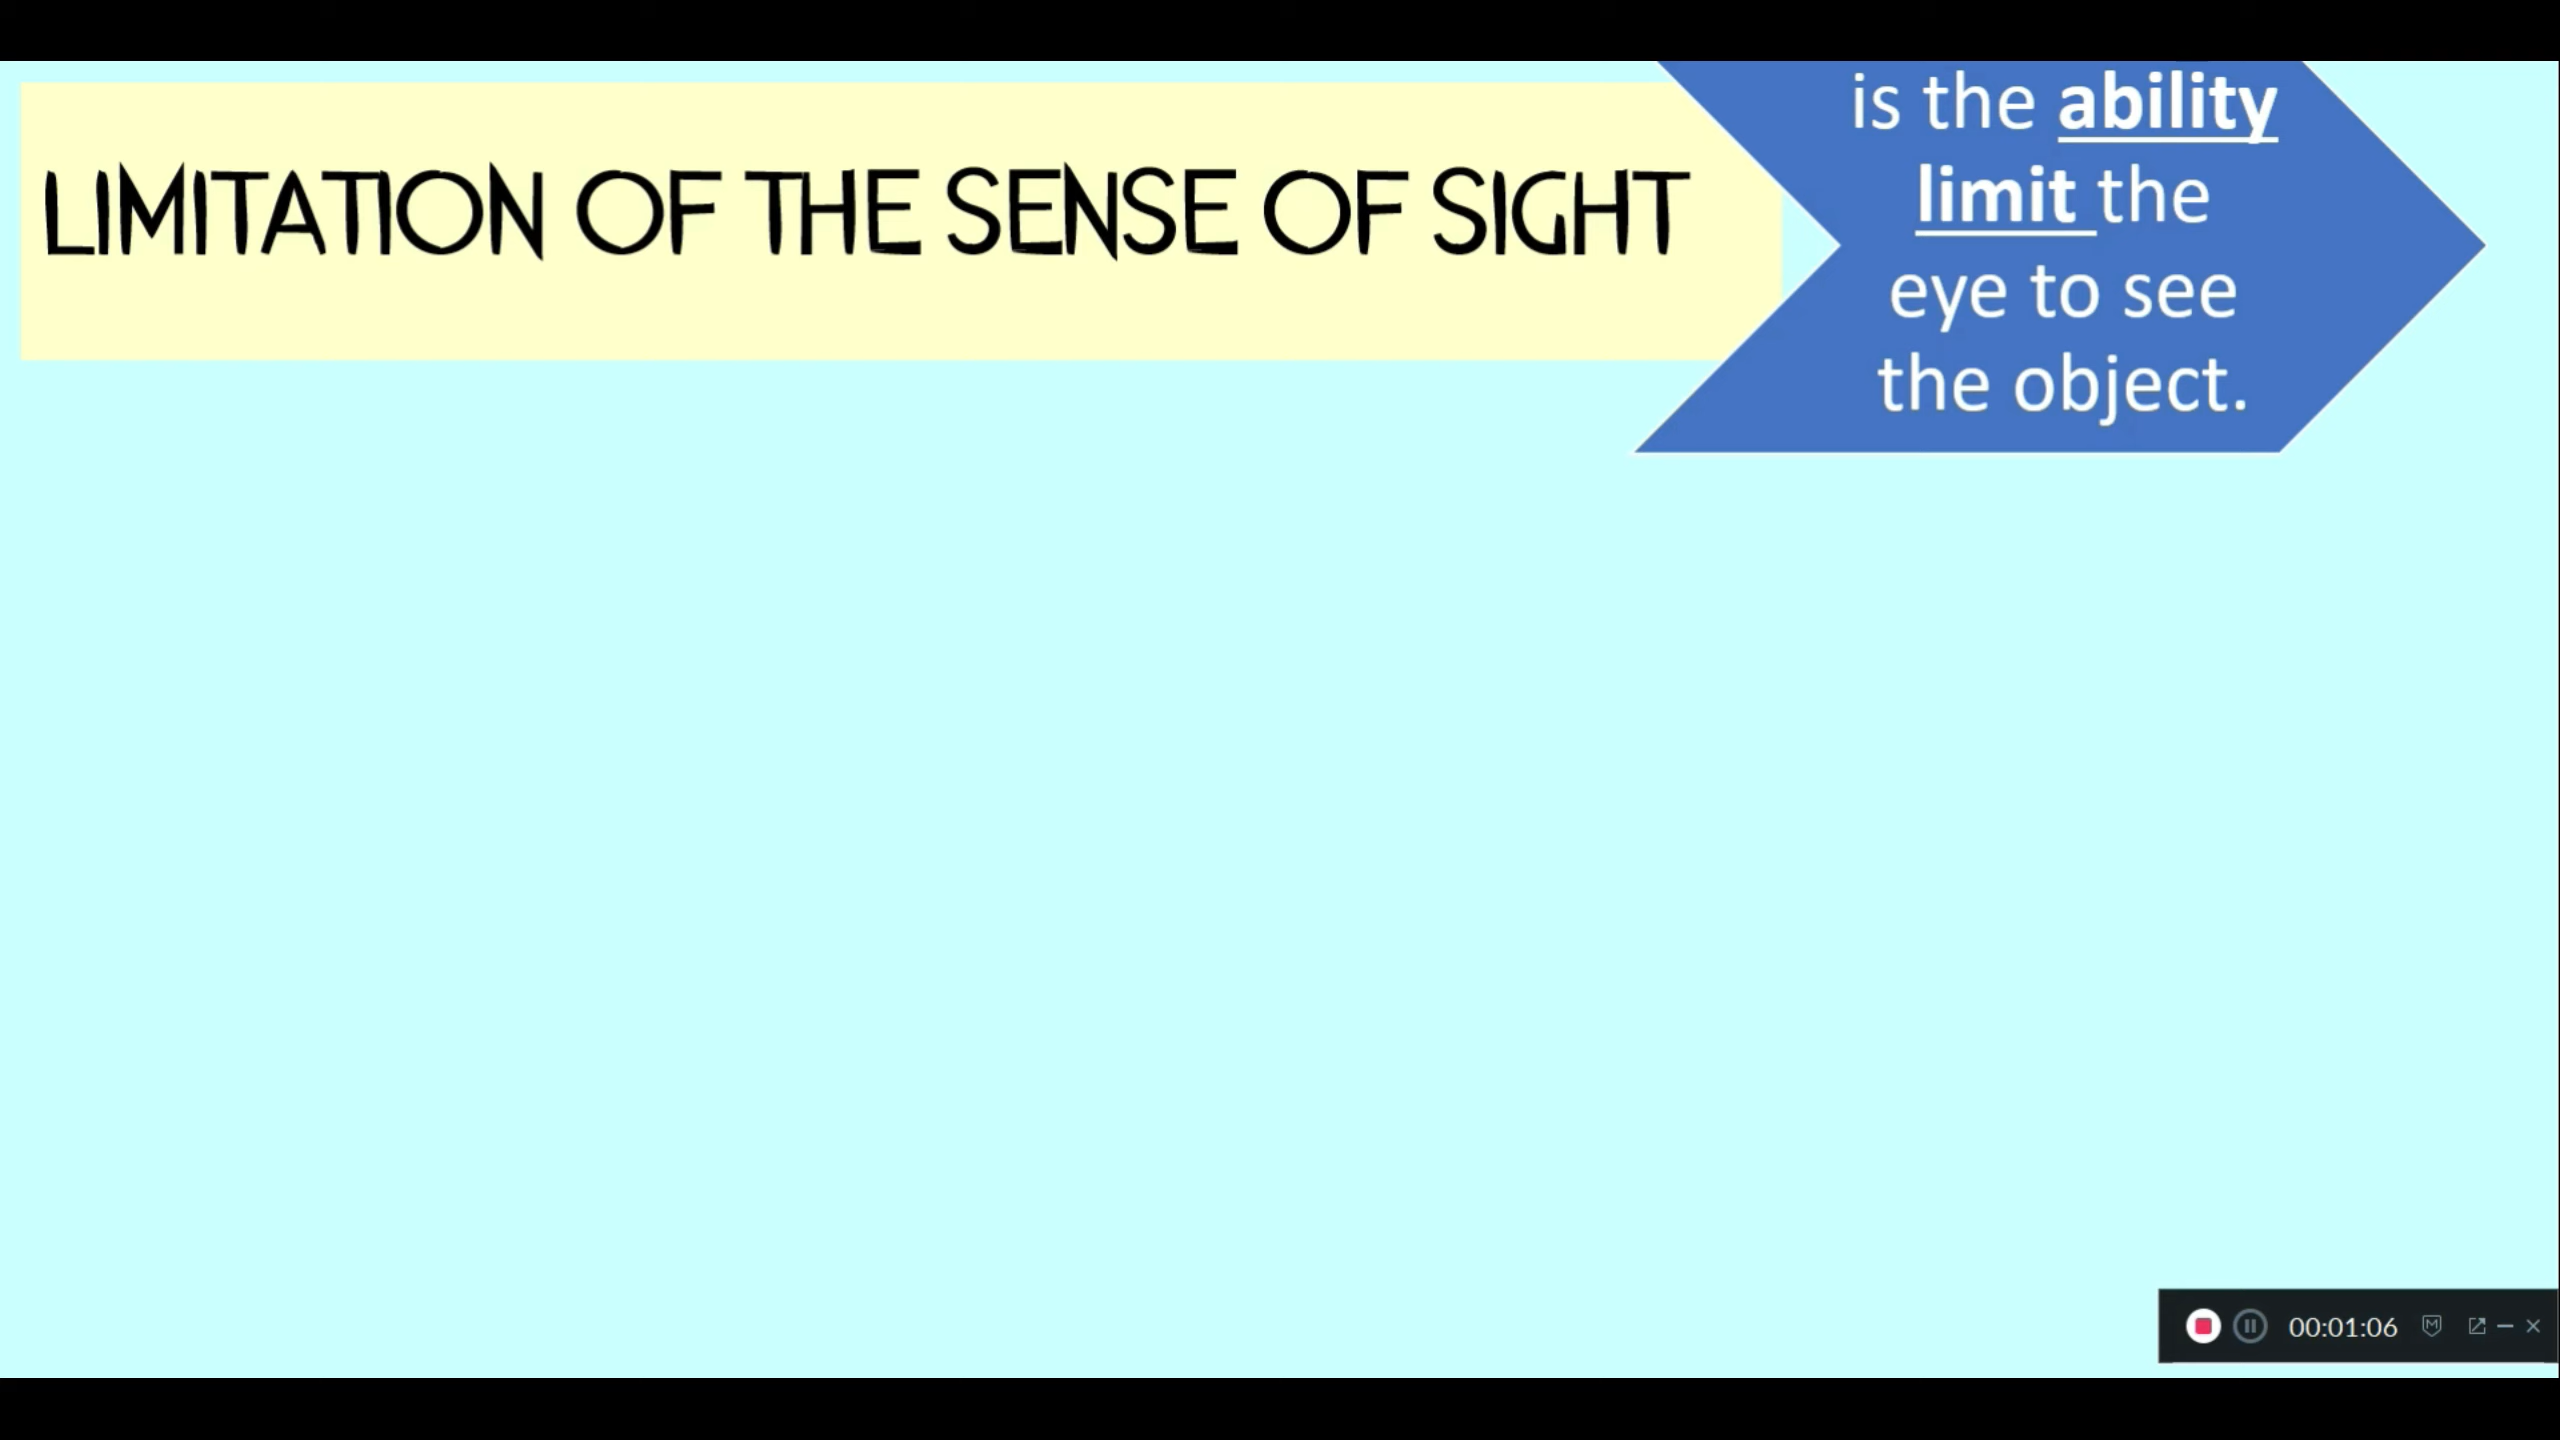 LIMITATION OF THE SENSE OF SIGHT
is the ability
limit the
eye to see
the object.
00:01:06